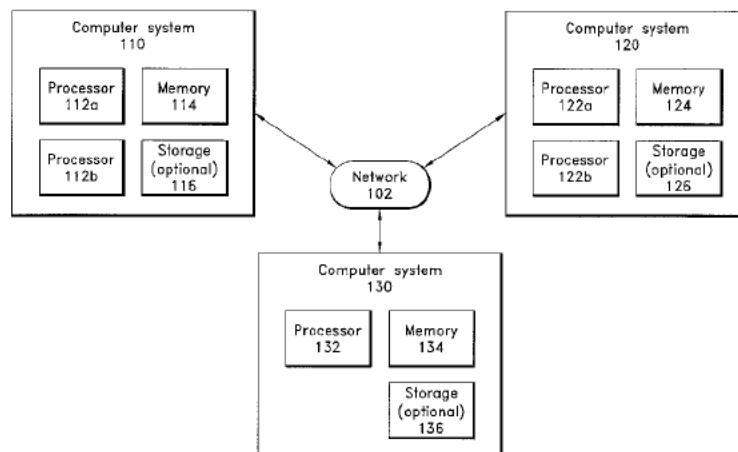 Computer system
110
Processor
112a
Memory
114
Processor
112b
Storage
(optional)
116
Computer system
120
Processor
122a
Memory
124
Processor
122b
Storage
(optional)
126
Network
102
Computer system
130
Processor
132
Memory
134
Storage
(optional)
136